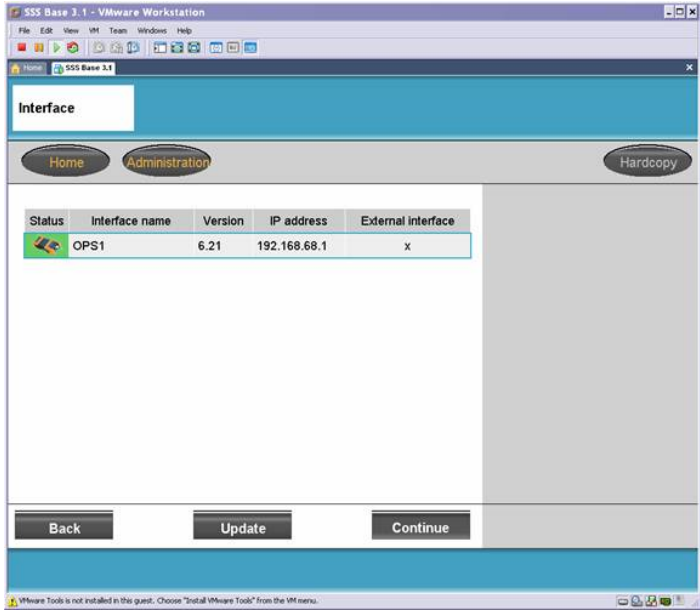 SSS Base 3.1 - VMware Workstation
File Edit View VM Team Windows Help
Home SSS Base 3.1
Interface
Home Administration Hardcopy
Status Interface name Version IP address External interface
OPS1 6.21 192.168.68.1 x
Back Update Continue
VMware Tools is not installed in this guest. Choose "Install VMware Tools" from the VM menu.